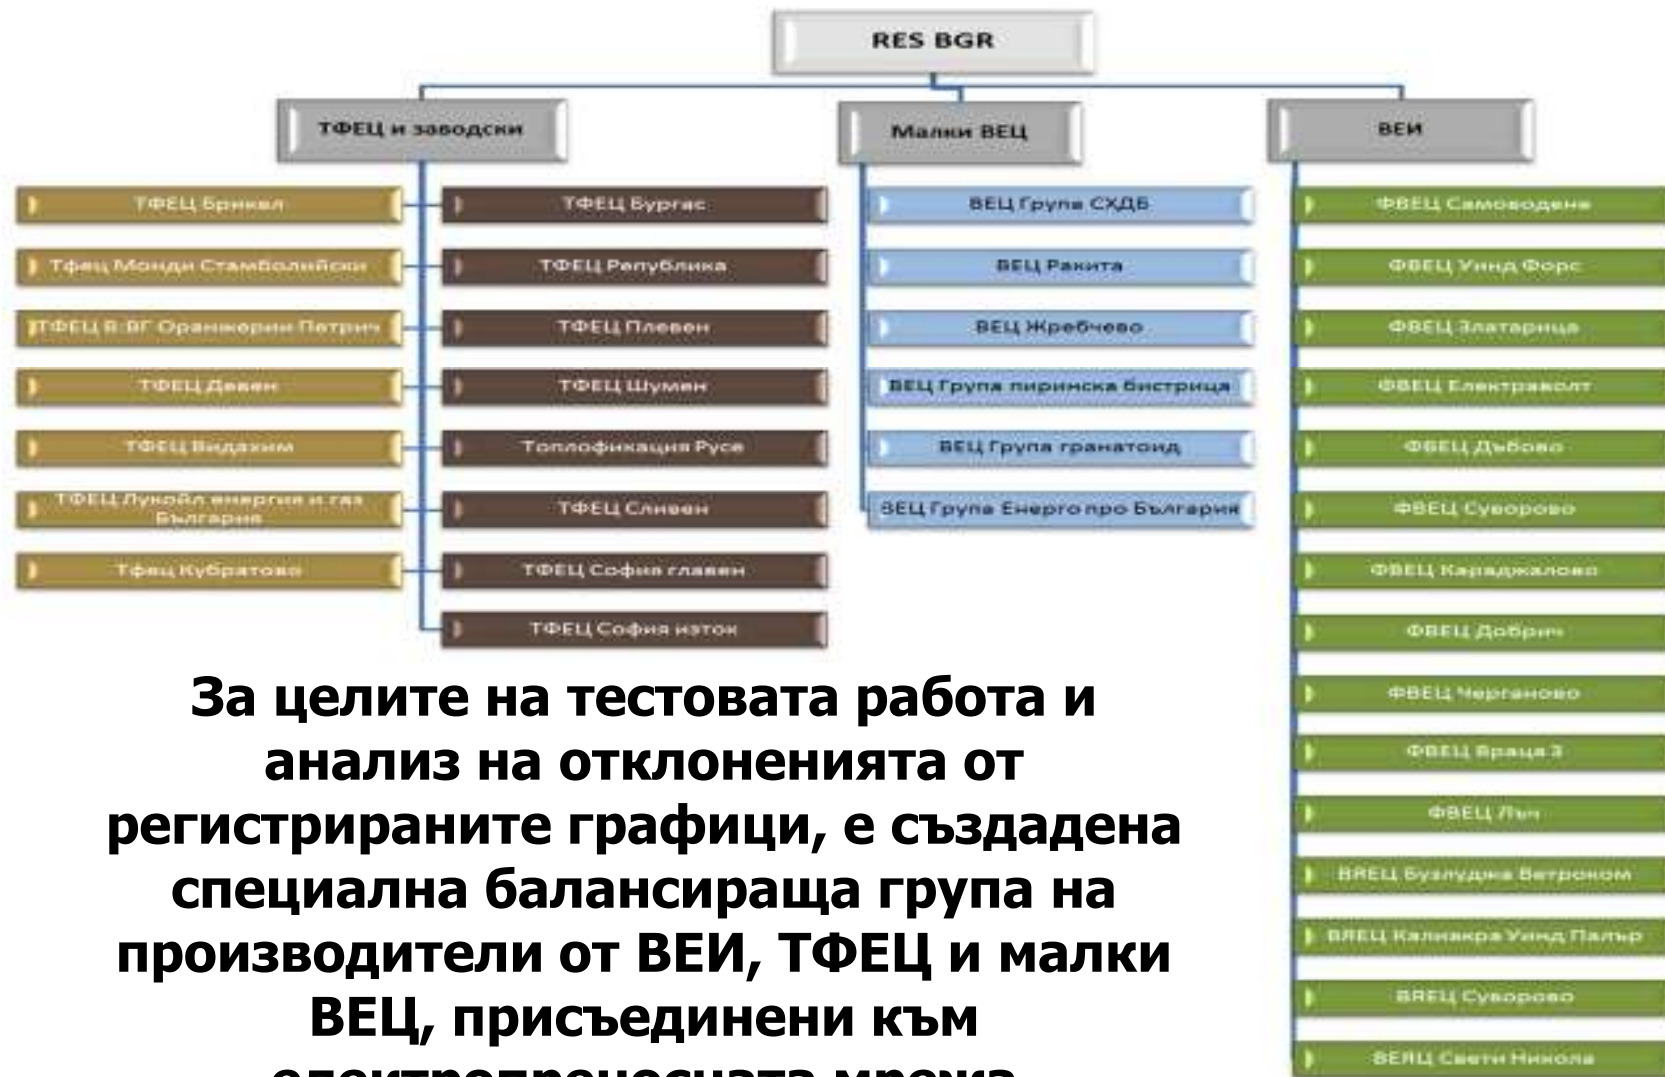 RES BGR
ТФЕЦ и заводски
Малки ВЕЦ
ВЕИ
ТФЕЦ Брикел
Тфец Монди Стамболийски
ТФЕЦ В:ВГ Оранжерии Петрич
ТФЕЦ Девен
ТФЕЦ Видахим
ТФЕЦ Лукойл енергия и газ
България
Тфец Кубратово
ТФЕЦ Бургас
ТФЕЦ Република
ТФЕЦ Плевен
ТФЕЦ Шумен
Топлофикация Русе
ТФЕЦ Сливен
ТФЕЦ София главен
ТФЕЦ София изток
ВЕЦ Група СХДБ
ВЕЦ Ракита
ВЕЦ Жребчево
ВЕЦ Група пиринска бистрица
ВЕЦ Група гранатоид
ВЕЦ Група Енерго про България
ФВЕЦ Самоводене
ФВЕЦ Уинд Форс
ФВЕЦ Златарица
ФВЕЦ Електраволт
ФВЕЦ Дъбово
ФВЕЦ Суворово
ФВЕЦ Караджалово
ФВЕЦ Добрич
ФВЕЦ Черганово
ФВЕЦ Враца 3
ФВЕЦ Лъч
ВЯЕЦ Бузлуджа Ветроком
ВЯЕЦ Калиакра Уинд Пауър
ВЯЕЦ Суворово
ВЕЯЦ Свети Никола
За целите на тестовата работа и
анализ на отклоненията от
регистрираните графици, е създадена
специална балансираща група на
производители от ВЕИ, ТФЕЦ и малки
ВЕЦ, присъединени към
електропреносната мрежа